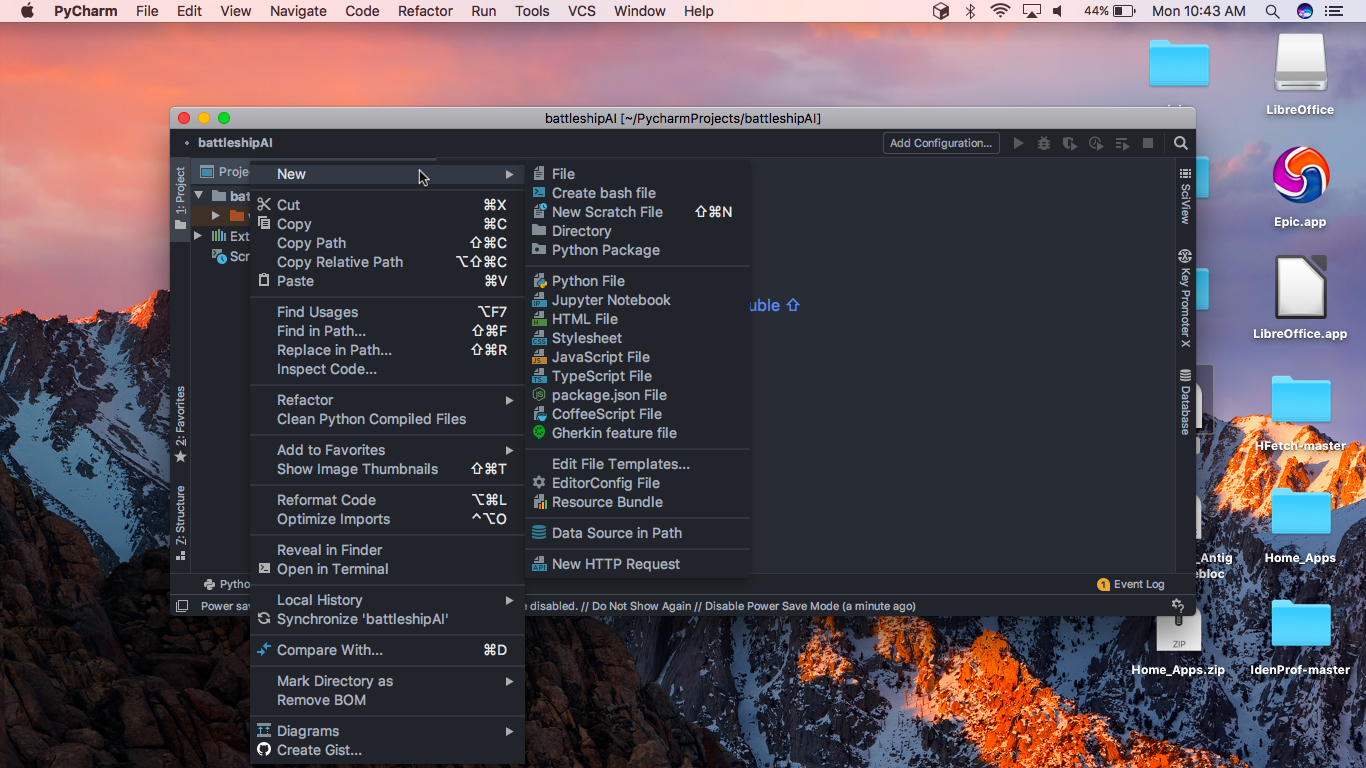 PyCharm File Edit View Navigate Code Refactor Run Tools VCS Window Help 44% Mon 10:43 AM
battleshipAI [~/PycharmProjects/battleshipAI]
battleshipAI
Add Configuration...
1: Project
2: Favorites
7: Structure
Proje
bat
Ext
Scr
New
Cut ⌘X
Copy ⌘C
Copy Path ⇧⌘C
Copy Relative Path ⌥⇧⌘C
Paste ⌘V
Find Usages ⌥F7
Find in Path... ⇧⌘F
Replace in Path... ⇧⌘R
Inspect Code...
Refactor
Clean Python Compiled Files
Add to Favorites
Show Image Thumbnails ⇧⌘T
Reformat Code ⌥⌘L
Optimize Imports ^⌥O
Reveal in Finder
Open in Terminal
Local History
Synchronize 'battleshipAI'
Compare With... ⌘D
Mark Directory as
Remove BOM
Diagrams
Create Gist...
File
Create bash file
New Scratch File ⇧⌘N
Directory
Python Package
Python File
Jupyter Notebook
HTML File
Stylesheet
JavaScript File
TypeScript File
package.json File
CoffeeScript File
Gherkin feature file
Edit File Templates...
EditorConfig File
Resource Bundle
Data Source in Path
New HTTP Request
uble ⇧
SciView
Key Promoter X
Database
Pytho
1 Event Log
Power sav
e disabled. // Do Not Show Again // Disable Power Save Mode (a minute ago)
LibreOffice
Epic.app
LibreOffice.app
HFetch-master
_Antig
ebloc
Home_Apps
ZIP
Home_Apps.zip
IdenProf-master